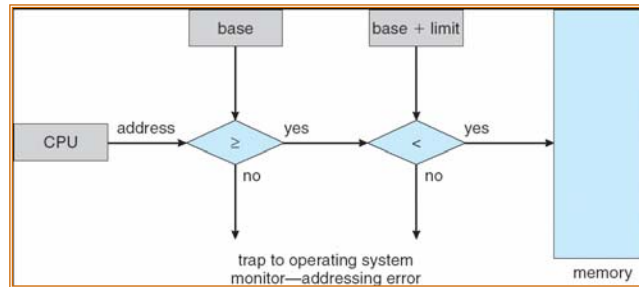 base
base + limit
CPU
address
≥
yes
<
yes
no
no
trap to operating system
monitor—addressing error
memory